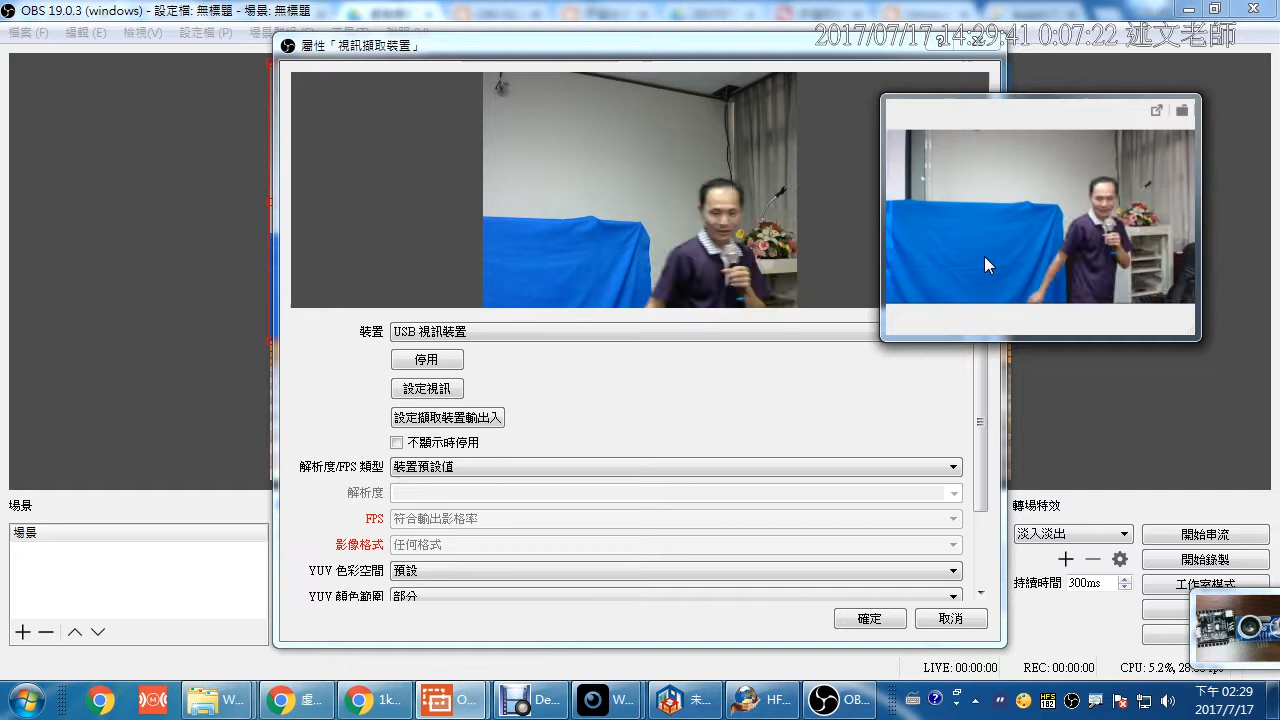 OBS 19.0.3 (windows) - 設定檔: 無標題 - 場景: 無標題
檔案 (F) 編輯 (E) 檢視(V) 設定檔 (P)
屬性「視訊擷取裝置」
2017/07/17 14:29:41 0:07:22 述文老師
裝置 USB 視訊裝置
停用
設定視訊
設定擷取裝置輸出入
不顯示時停用
解析度/FPS 類型 裝置預設值
解析度
FPS 符合輸出影格率
影像格式 任何格式
YUV 色彩空間 預設
YUV 顏色範圍 部分
確定 取消
場景
場景
轉場特效
淡入淡出
持續時間 300ms
開始串流
開始錄製
工作室模式
LIVE: 00:00:00 REC: 00:00:00 CPU: 5.2%,
W... 虛... 1k... O... De... W... 未... HF... OB...
HFS 182
下午 02:29
2017/7/17